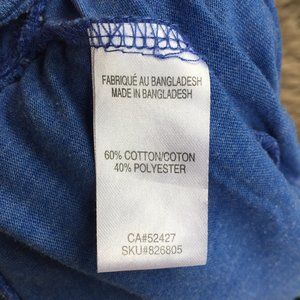 FABRIQUÉ AU BANGLADESH
MADE IN BANGLADESH
60% COTTON/COTON
40% POLYESTER
CA#52427
SKU#826805